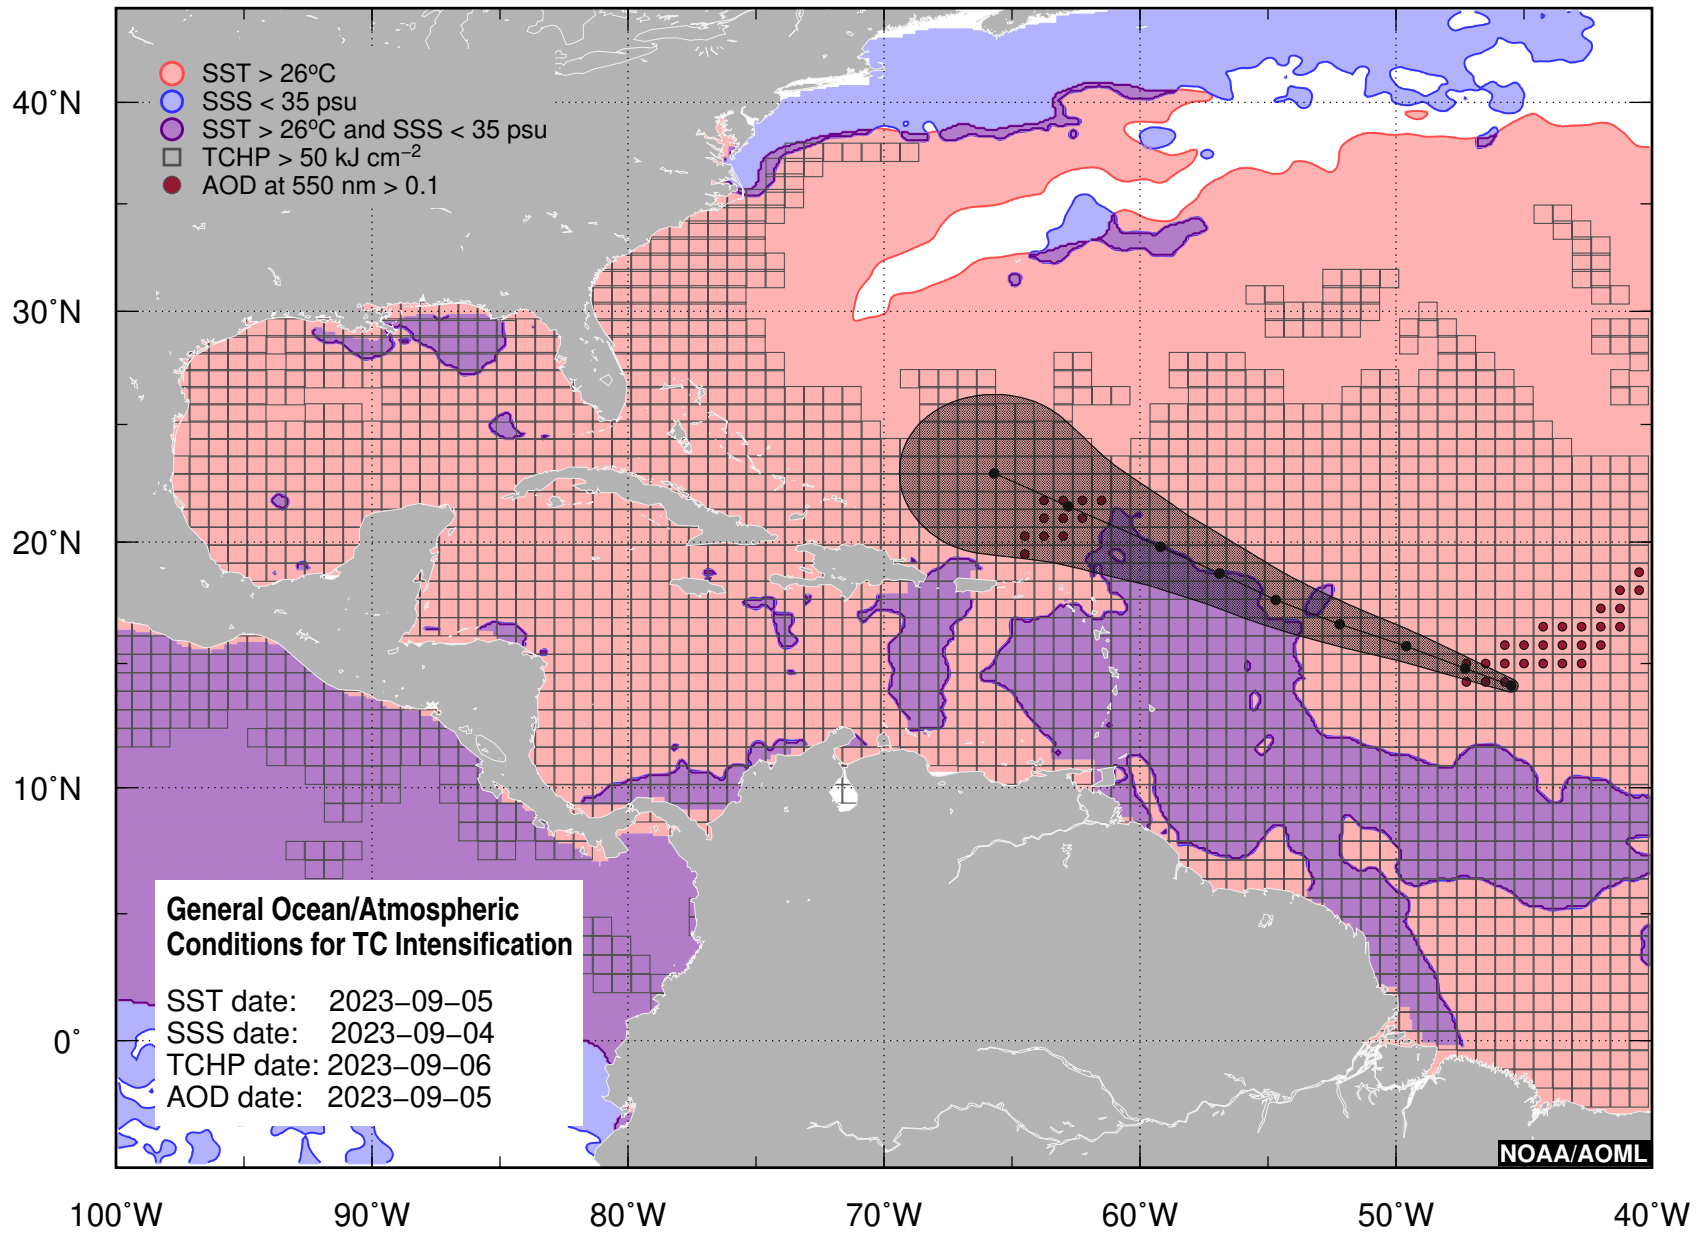 SST > 26°C
SSS < 35 psu
SST > 26°C and SSS < 35 psu
TCHP > 50 kJ cm⁻²
AOD at 550 nm > 0.1
40°N
30°N
20°N
10°N
0°
General Ocean/Atmospheric
Conditions for TC Intensification
SST date: 2023-09-05
SSS date: 2023-09-04
TCHP date: 2023-09-06
AOD date: 2023-09-05
NOAA/AOML
100°W 90°W 80°W 70°W 60°W 50°W 40°W